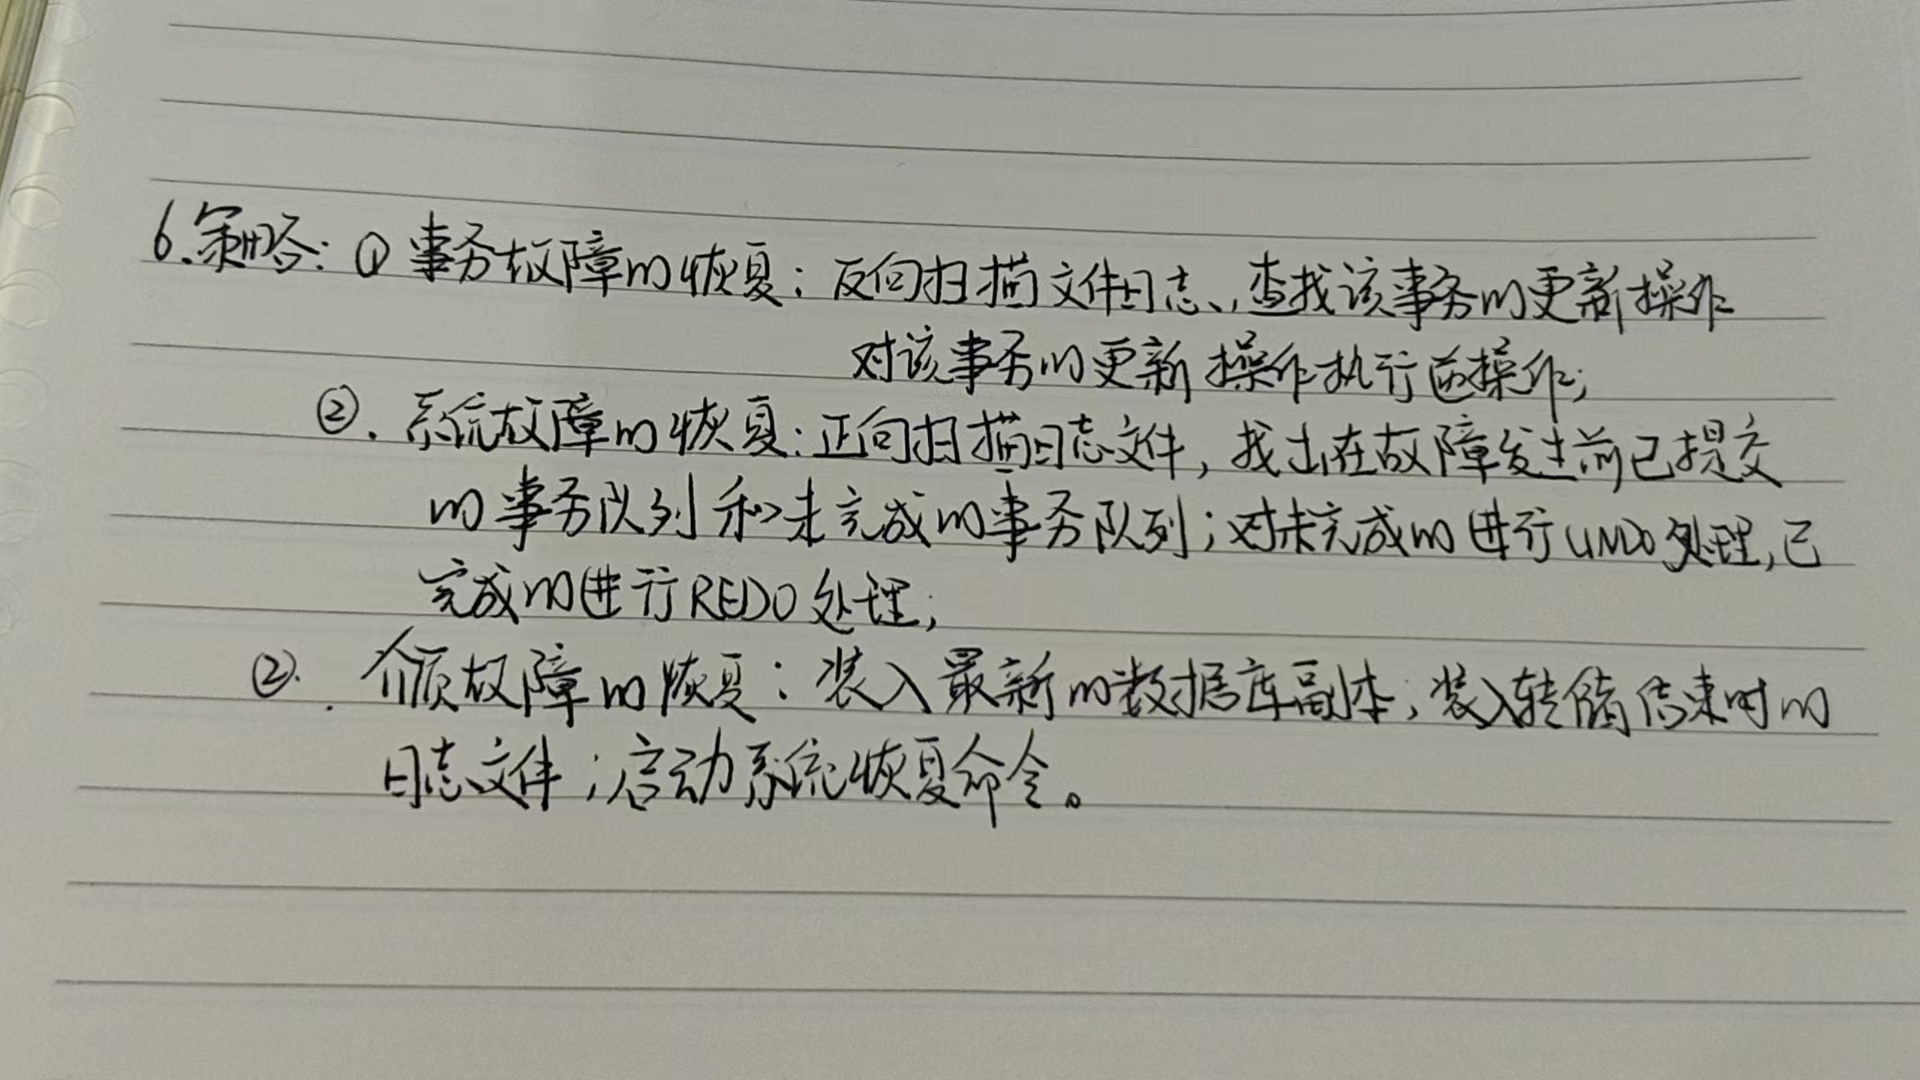 6.策略：① 事务故障的恢复：反向扫描文件日志、，查找该事务的更新操作
对该事务的更新操作执行逆操作；
②. 系统故障的恢复：正向扫描日志文件，找出在故障发生前已提交
的事务队列和未完成的事务队列；对未完成的进行UNDO处理，已
完成的进行REDO处理；
②. 介质故障的恢复：装入最新的数据库副本；装入转储结束时的
日志文件；启动系统恢复命令。